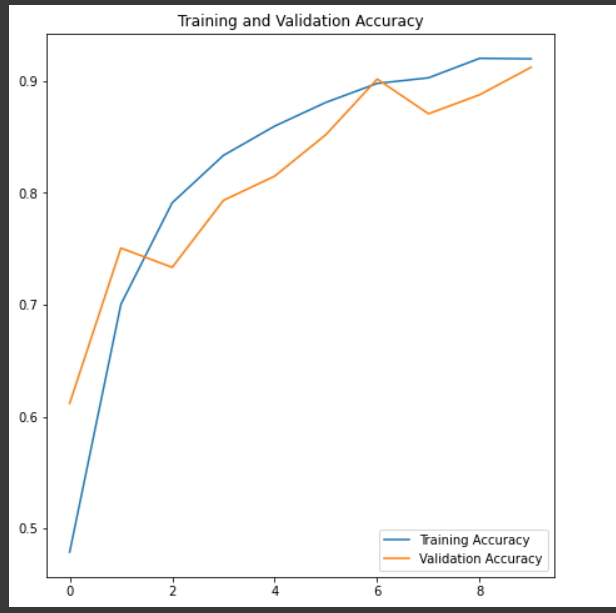 Training and Validation Accuracy
0.9
0.8
0.7
0.6
0.5
Training Accuracy
Validation Accuracy
0 2 4 6 8